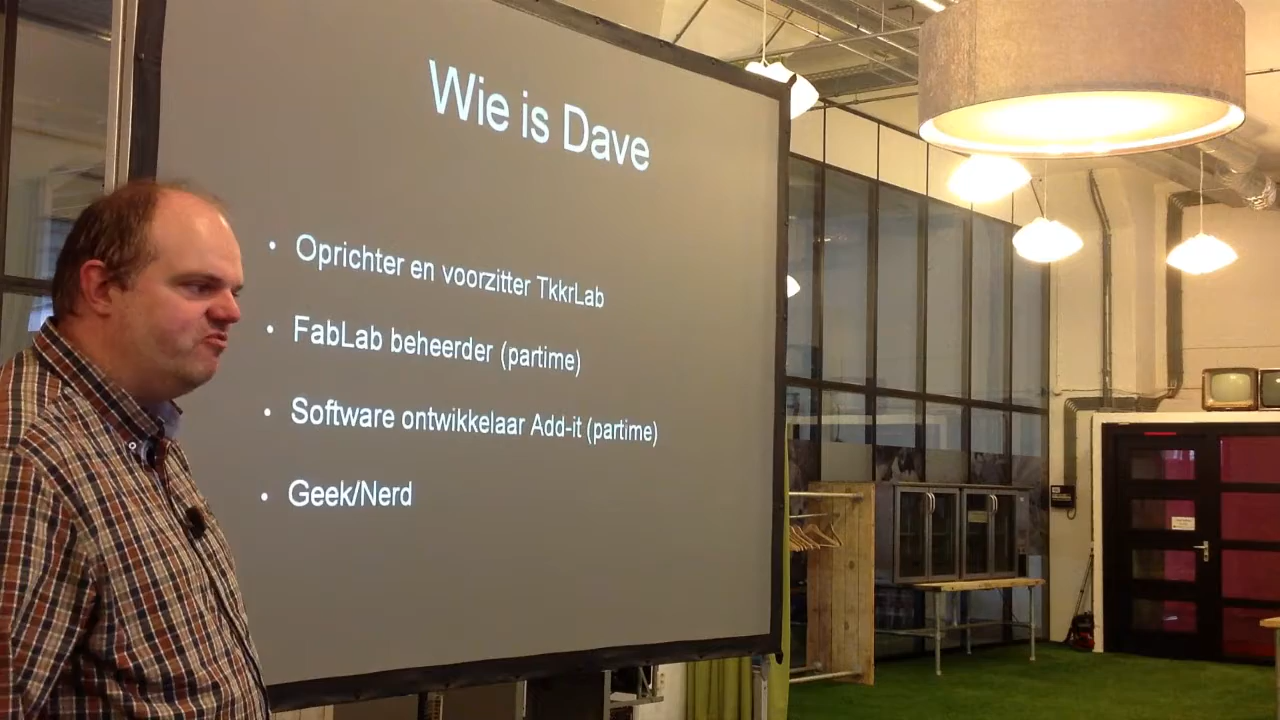 Wie is Dave
• Oprichter en voorzitter TkkrLab
• FabLab beheerder (partime)
• Software ontwikkelaar Add-it (partime)
• Geek/Nerd